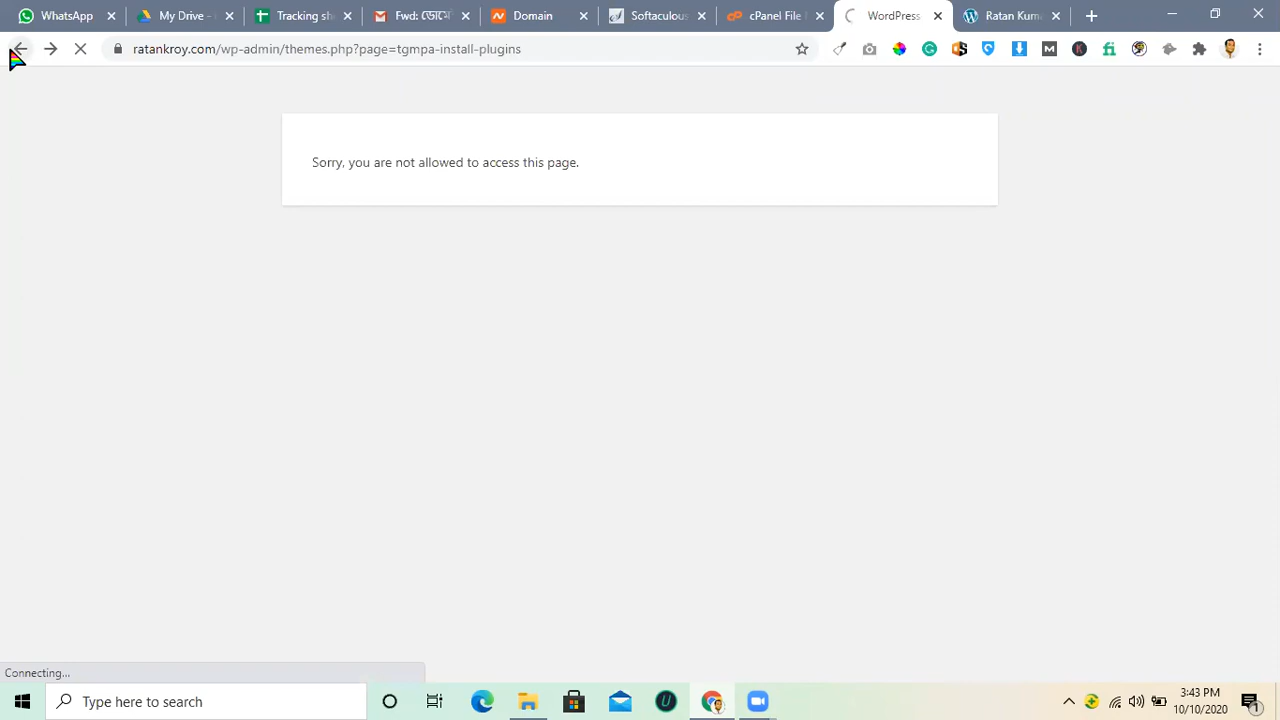 WhatsApp
My Drive -
Tracking sh
Fwd:
Domain
Softaculous
cPanel File
WordPress
Ratan Kum
ratankroy.com/wp-admin/themes.php?page=tgmpa-install-plugins
Sorry, you are not allowed to access this page.
Connecting...
Type here to search
3:43 PM
10/10/2020